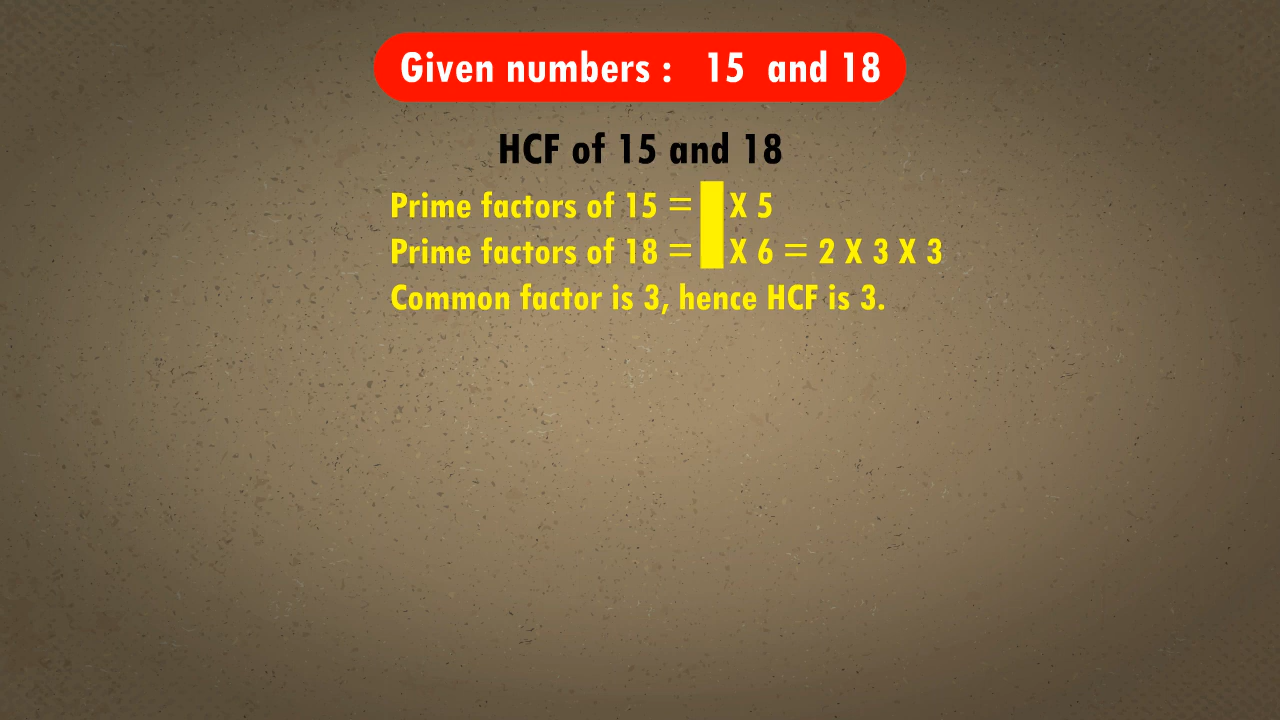 Given numbers : 15 and 18
HCF of 15 and 18
Prime factors of 15 = X 5
Prime factors of 18 = X 6 = 2 X 3 X 3
Common factor is 3, hence HCF is 3.